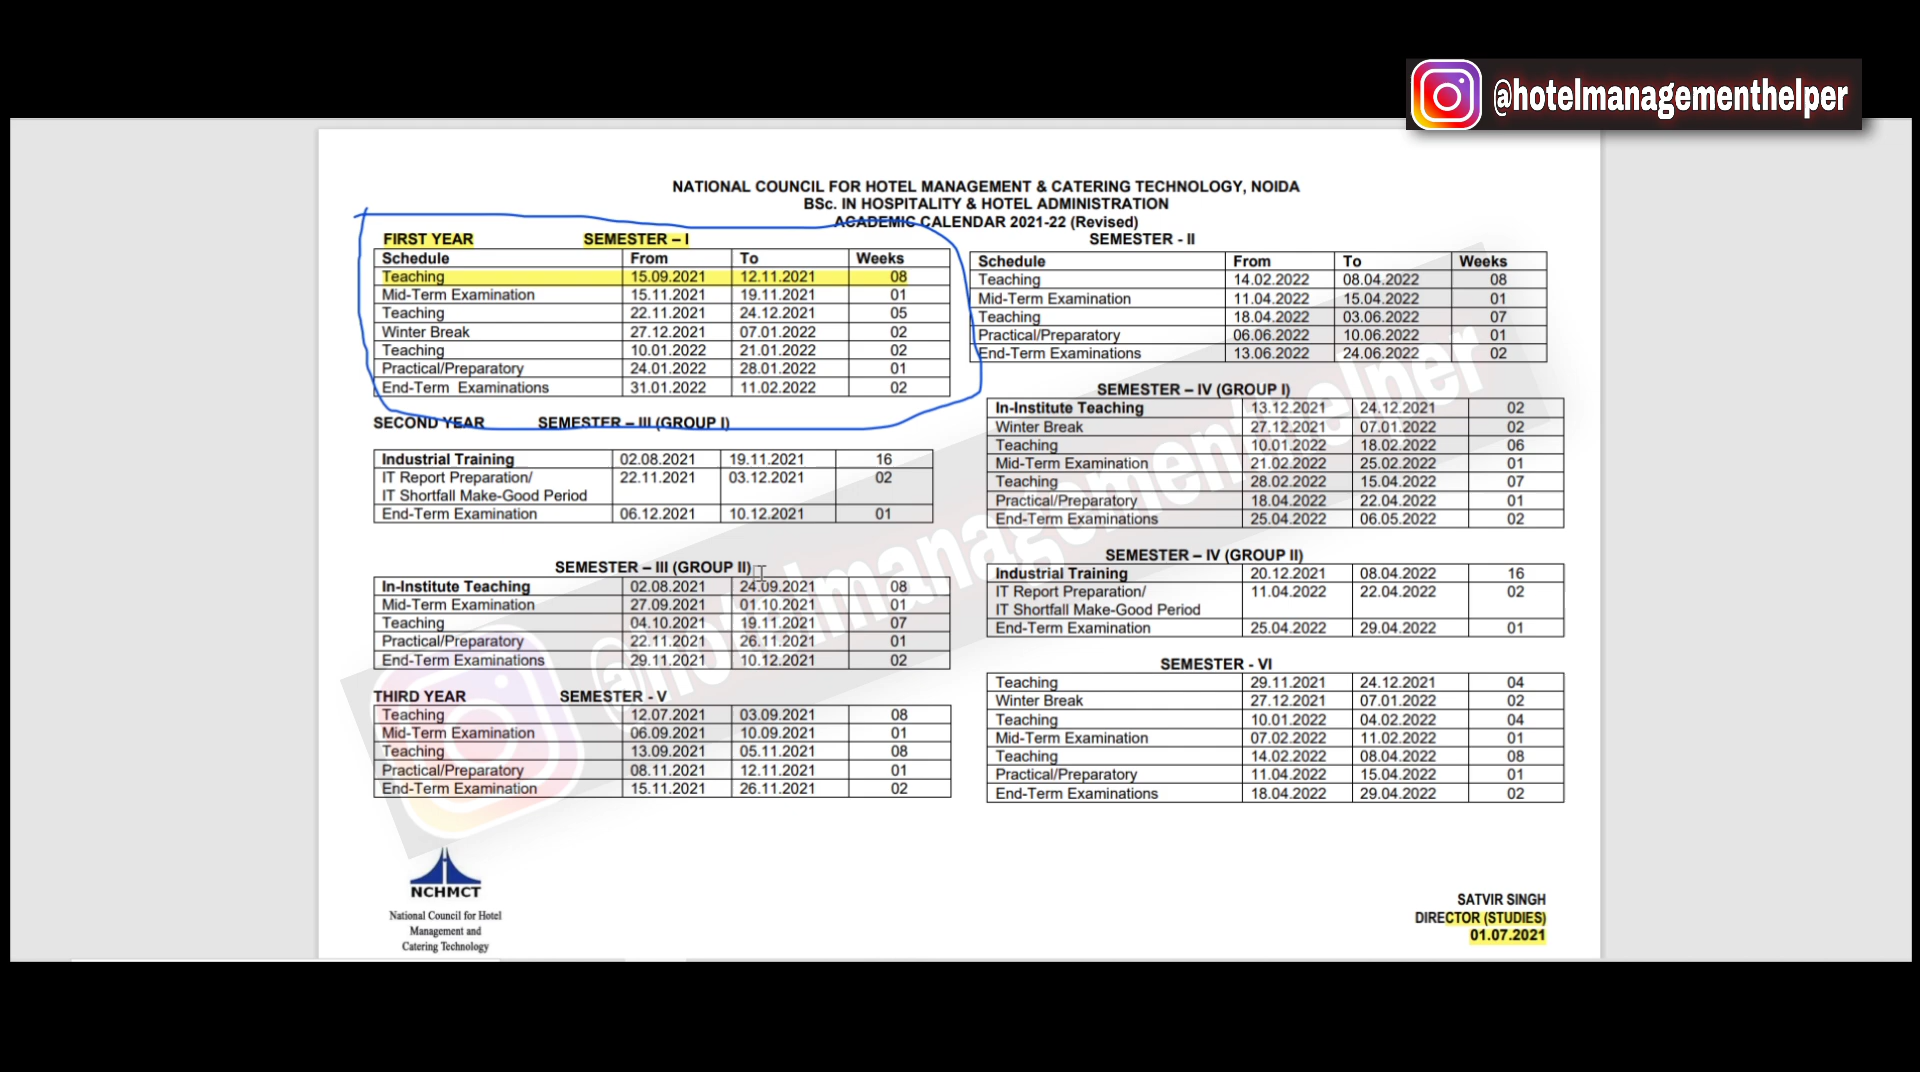 @hotelmanagementhelper
NATIONAL COUNCIL FOR HOTEL MANAGEMENT & CATERING TECHNOLOGY, NOIDA
BSc. IN HOSPITALITY & HOTEL ADMINISTRATION
ACADEMIC CALENDAR 2021-22 (Revised)
FIRST YEAR SEMESTER – I
Schedule From To Weeks
Teaching 15.09.2021 12.11.2021 08
Mid-Term Examination 15.11.2021 19.11.2021 01
Teaching 22.11.2021 24.12.2021 05
Winter Break 27.12.2021 07.01.2022 02
Teaching 10.01.2022 21.01.2022 02
Practical/Preparatory 24.01.2022 28.01.2022 01
End-Term Examinations 31.01.2022 11.02.2022 02
SEMESTER - II
Schedule From To Weeks
Teaching 14.02.2022 08.04.2022 08
Mid-Term Examination 11.04.2022 15.04.2022 01
Teaching 18.04.2022 03.06.2022 07
Practical/Preparatory 06.06.2022 10.06.2022 01
End-Term Examinations 13.06.2022 24.06.2022 02
SECOND YEAR SEMESTER – III (GROUP I)
Industrial Training 02.08.2021 19.11.2021 16
IT Report Preparation/ 22.11.2021 03.12.2021 02
IT Shortfall Make-Good Period
End-Term Examination 06.12.2021 10.12.2021 01
SEMESTER – IV (GROUP I)
In-Institute Teaching 13.12.2021 24.12.2021 02
Winter Break 27.12.2021 07.01.2022 02
Teaching 10.01.2022 18.02.2022 06
Mid-Term Examination 21.02.2022 25.02.2022 01
Teaching 28.02.2022 15.04.2022 07
Practical/Preparatory 18.04.2022 22.04.2022 01
End-Term Examinations 25.04.2022 06.05.2022 02
SEMESTER – III (GROUP II)
In-Institute Teaching 02.08.2021 24.09.2021 08
Mid-Term Examination 27.09.2021 01.10.2021 01
Teaching 04.10.2021 19.11.2021 07
Practical/Preparatory 22.11.2021 26.11.2021 01
End-Term Examinations 29.11.2021 10.12.2021 02
SEMESTER – IV (GROUP II)
Industrial Training 20.12.2021 08.04.2022 16
IT Report Preparation/ 11.04.2022 22.04.2022 02
IT Shortfall Make-Good Period
End-Term Examination 25.04.2022 29.04.2022 01
THIRD YEAR SEMESTER - V
Teaching 12.07.2021 03.09.2021 08
Mid-Term Examination 06.09.2021 10.09.2021 01
Teaching 13.09.2021 05.11.2021 08
Practical/Preparatory 08.11.2021 12.11.2021 01
End-Term Examination 15.11.2021 26.11.2021 02
SEMESTER - VI
Teaching 29.11.2021 24.12.2021 04
Winter Break 27.12.2021 07.01.2022 02
Teaching 10.01.2022 04.02.2022 04
Mid-Term Examination 07.02.2022 11.02.2022 01
Teaching 14.02.2022 08.04.2022 08
Practical/Preparatory 11.04.2022 15.04.2022 01
End-Term Examinations 18.04.2022 29.04.2022 02
@hotelmanagementhelper
NCHMCT
National Council for Hotel
Management and
Catering Technology
SATVIR SINGH
DIRECTOR (STUDIES)
01.07.2021